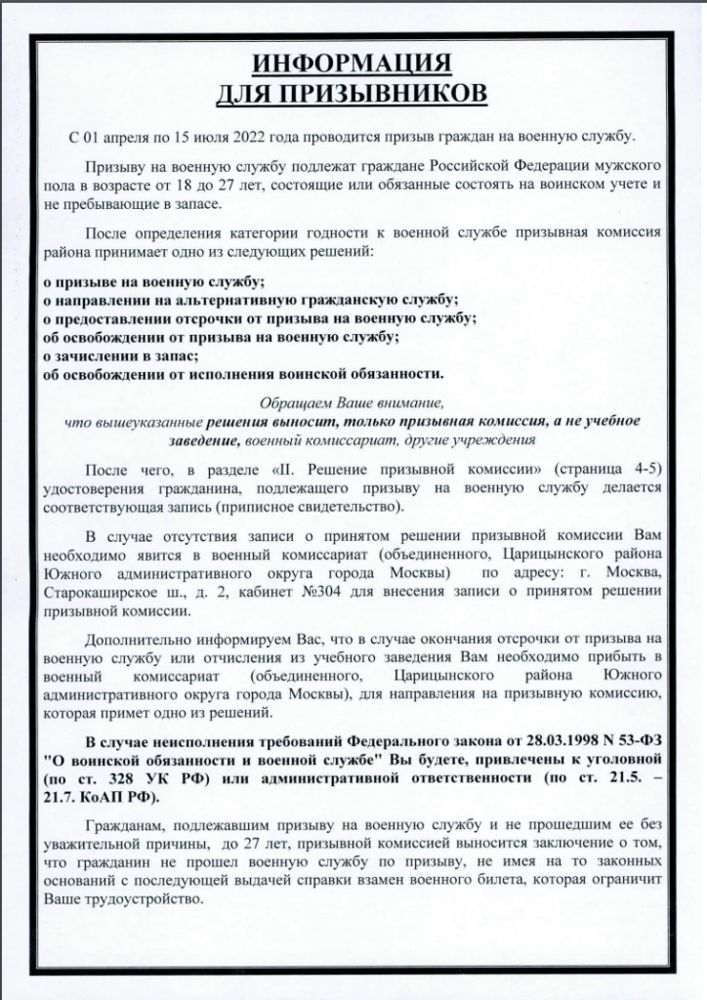 ИНФОРМАЦИЯ
ДЛЯ ПРИЗЫВНИКОВ
С 01 апреля по 15 июля 2022 года проводится призыв граждан на военную службу.
Призыву на военную службу подлежат граждане Российской Федерации мужского
пола в возрасте от 18 до 27 лет, состоящие или обязанные состоять на воинском учете и
не пребывающие в запасе.
После определения категории годности к военной службе призывная комиссия
района принимает одно из следующих решений:
о призыве на военную службу;
о направлении на альтернативную гражданскую службу;
о предоставлении отсрочки от призыва на военную службу;
об освобождении от призыва на военную службу;
о зачислении в запас;
об освобождении от исполнения воинской обязанности.
Обращаем Ваше внимание,
что вышеуказанные решения выносит, только призывная комиссия, а не учебное
заведение, военный комиссариат, другие учреждения
После чего, в разделе «II. Решение призывной комиссии» (страница 4-5)
удостоверения гражданина, подлежащего призыву на военную службу делается
соответствующая запись (приписное свидетельство).
В случае отсутствия записи о принятом решении призывной комиссии Вам
необходимо явится в военный комиссариат (объединенного, Царицынского района
Южного административного округа города Москвы) по адресу: г. Москва,
Старокаширское ш., д. 2, кабинет №304 для внесения записи о принятом решении
призывной комиссии.
Дополнительно информируем Вас, что в случае окончания отсрочки от призыва на
военную службу или отчисления из учебного заведения Вам необходимо прибыть в
военный комиссариат (объединенного, Царицынского района Южного
административного округа города Москвы), для направления на призывную комиссию,
которая примет одно из решений.
В случае неисполнения требований Федерального закона от 28.03.1998 N 53-ФЗ
"О воинской обязанности и военной службе" Вы будете, привлечены к уголовной
(по ст. 328 УК РФ) или административной ответственности (по ст. 21.5. –
21.7. КоАП РФ).
Гражданам, подлежавшим призыву на военную службу и не прошедшим ее без
уважительной причины, до 27 лет, призывной комиссией выносится заключение о том,
что гражданин не прошел военную службу по призыву, не имея на то законных
оснований с последующей выдачей справки взамен военного билета, которая ограничит
Ваше трудоустройство.